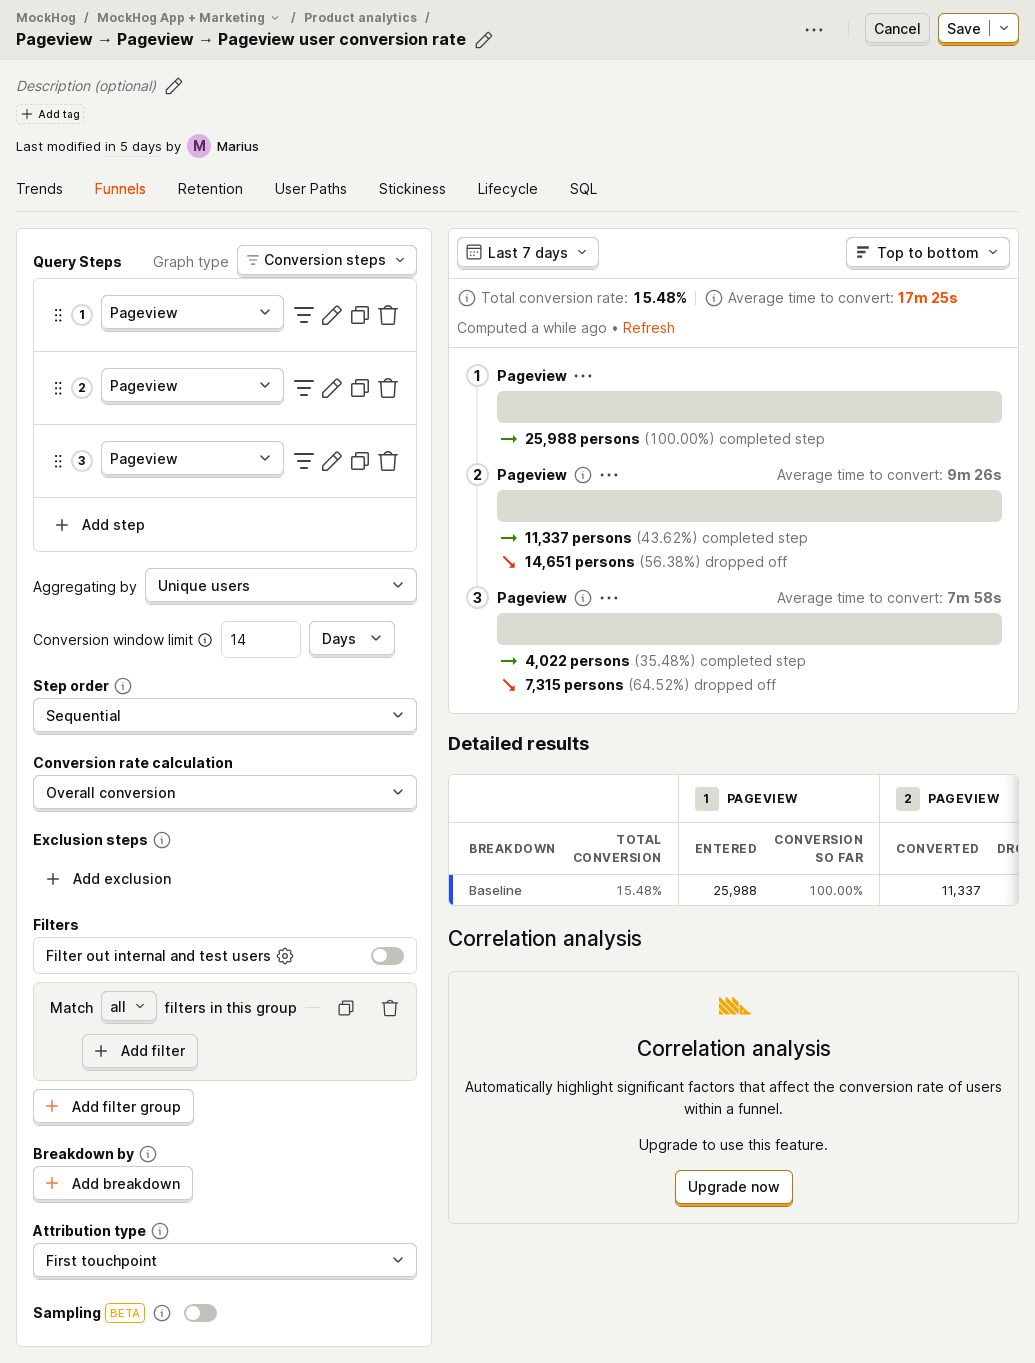 MockHog / MockHog App + Marketing / Product analytics /
Pageview → Pageview → Pageview user conversion rate
Cancel
Save
Description (optional)
Add tag
Last modified in 5 days by M Marius
Trends Funnels Retention User Paths Stickiness Lifecycle SQL
Query Steps Graph type Conversion steps
1 Pageview
2 Pageview
3 Pageview
Add step
Aggregating by Unique users
Conversion window limit 14 Days
Step order
Sequential
Conversion rate calculation
Overall conversion
Exclusion steps
Add exclusion
Filters
Filter out internal and test users
Match all filters in this group
Add filter
Add filter group
Breakdown by
Add breakdown
Attribution type
First touchpoint
Sampling BETA
Last 7 days Top to bottom
Total conversion rate: 15.48% Average time to convert: 17m 25s
Computed a while ago • Refresh
1 Pageview
25,988 persons (100.00%) completed step
2 Pageview Average time to convert: 9m 26s
11,337 persons (43.62%) completed step
14,651 persons (56.38%) dropped off
3 Pageview Average time to convert: 7m 58s
4,022 persons (35.48%) completed step
7,315 persons (64.52%) dropped off
Detailed results
1 PAGEVIEW 2 PAGEVIEW
BREAKDOWN TOTAL CONVERSION ENTERED CONVERSION SO FAR CONVERTED
Baseline 15.48% 25,988 100.00% 11,337
Correlation analysis
Correlation analysis
Automatically highlight significant factors that affect the conversion rate of users
within a funnel.
Upgrade to use this feature.
Upgrade now